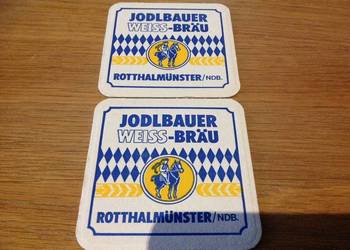 JODLBAUER
WEISS-BRÄU
ROTTHALMÜNSTER/NDB.
JODLBAUER
WEISS-BRÄU
ROTTHALMÜNSTER/NDB.